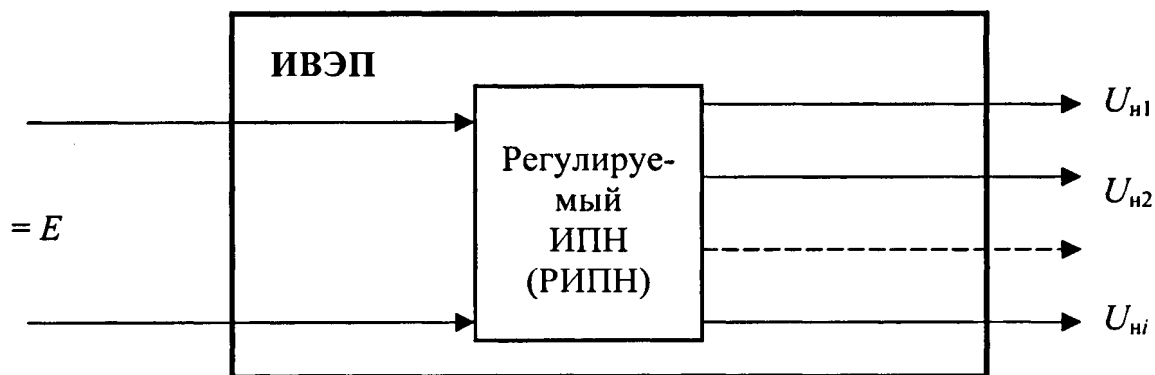 ИВЭП
= E
Регулируе-
мый
ИПН
(РИПН)
Uн1
Uн2
Uнi